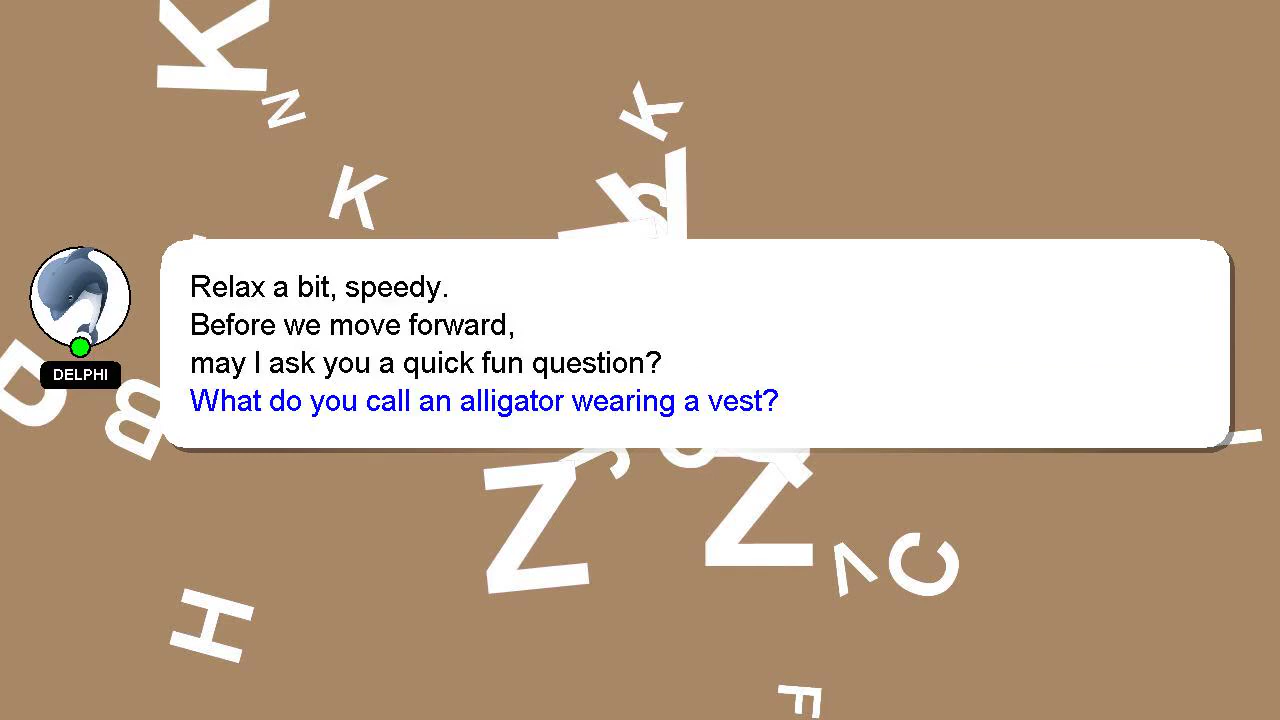 K
N
K
K
S
Relax a bit, speedy.
Before we move forward,
may I ask you a quick fun question?
What do you call an alligator wearing a vest?
DELPHI
B
J
Z
Z
V
C
H
F